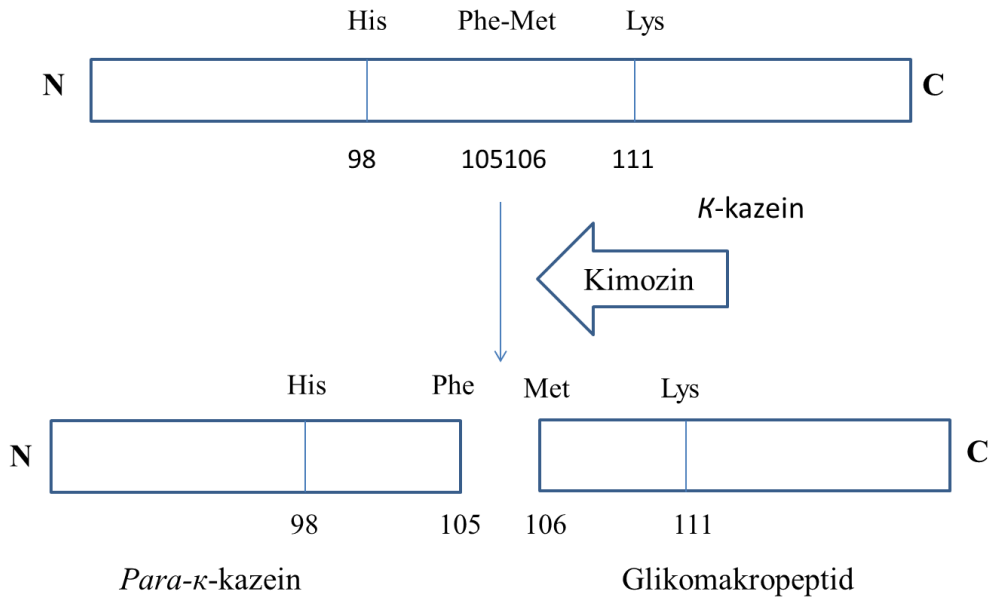 His Phe-Met Lys
N C
98 105106 111
K-kazein
Kimozin
His Phe Met Lys
N C
98 105 106 111
Para-κ-kazein Glikomakropeptid